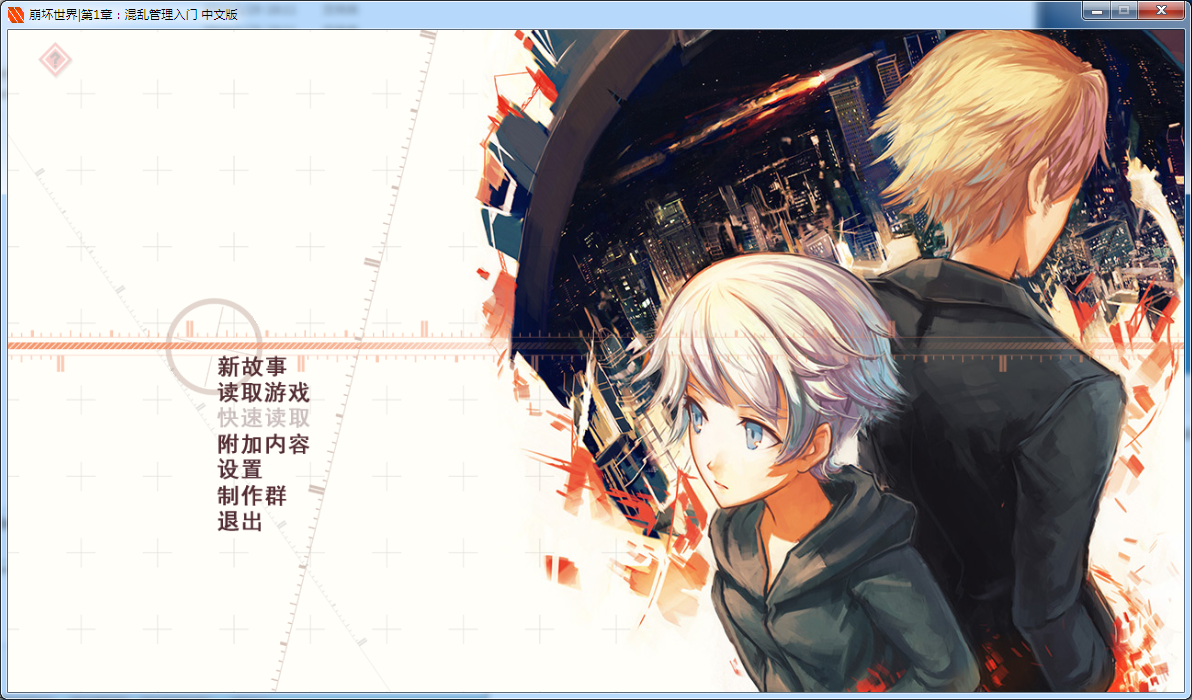 崩坏世界|第1章：混乱管理入门 中文版
?
新故事
读取游戏
快速读取
附加内容
设置
制作群
退出